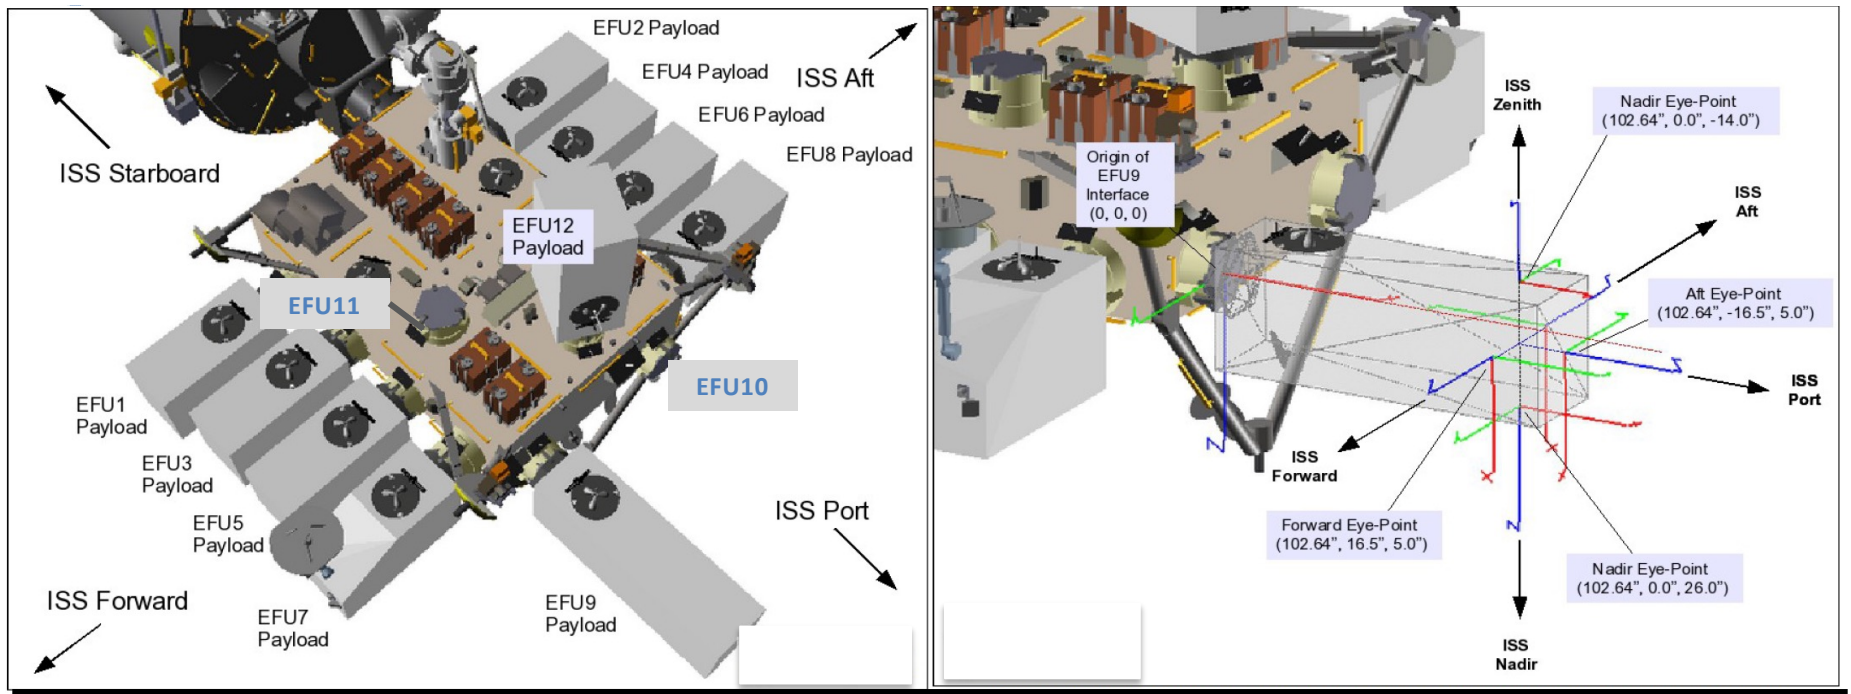 EFU2 Payload
EFU4 Payload
ISS Aft
EFU6 Payload
EFU8 Payload
ISS Starboard
EFU12
Payload
EFU11
EFU10
EFU1
Payload
EFU3
Payload
EFU5
Payload
ISS Port
ISS Forward
EFU7
Payload
EFU9
Payload
ISS
Zenith
Nadir Eye-Point
(102.64”, 0.0”, -14.0”)
Origin of
EFU9
Interface
(0, 0, 0)
ISS
Aft
Aft Eye-Point
(102.64”, -16.5”, 5.0”)
ISS
Port
ISS
Forward
Z
X
X
X
Forward Eye-Point
(102.64”, 16.5”, 5.0”)
Z
Nadir Eye-Point
(102.64”, 0.0”, 26.0”)
ISS
Nadir